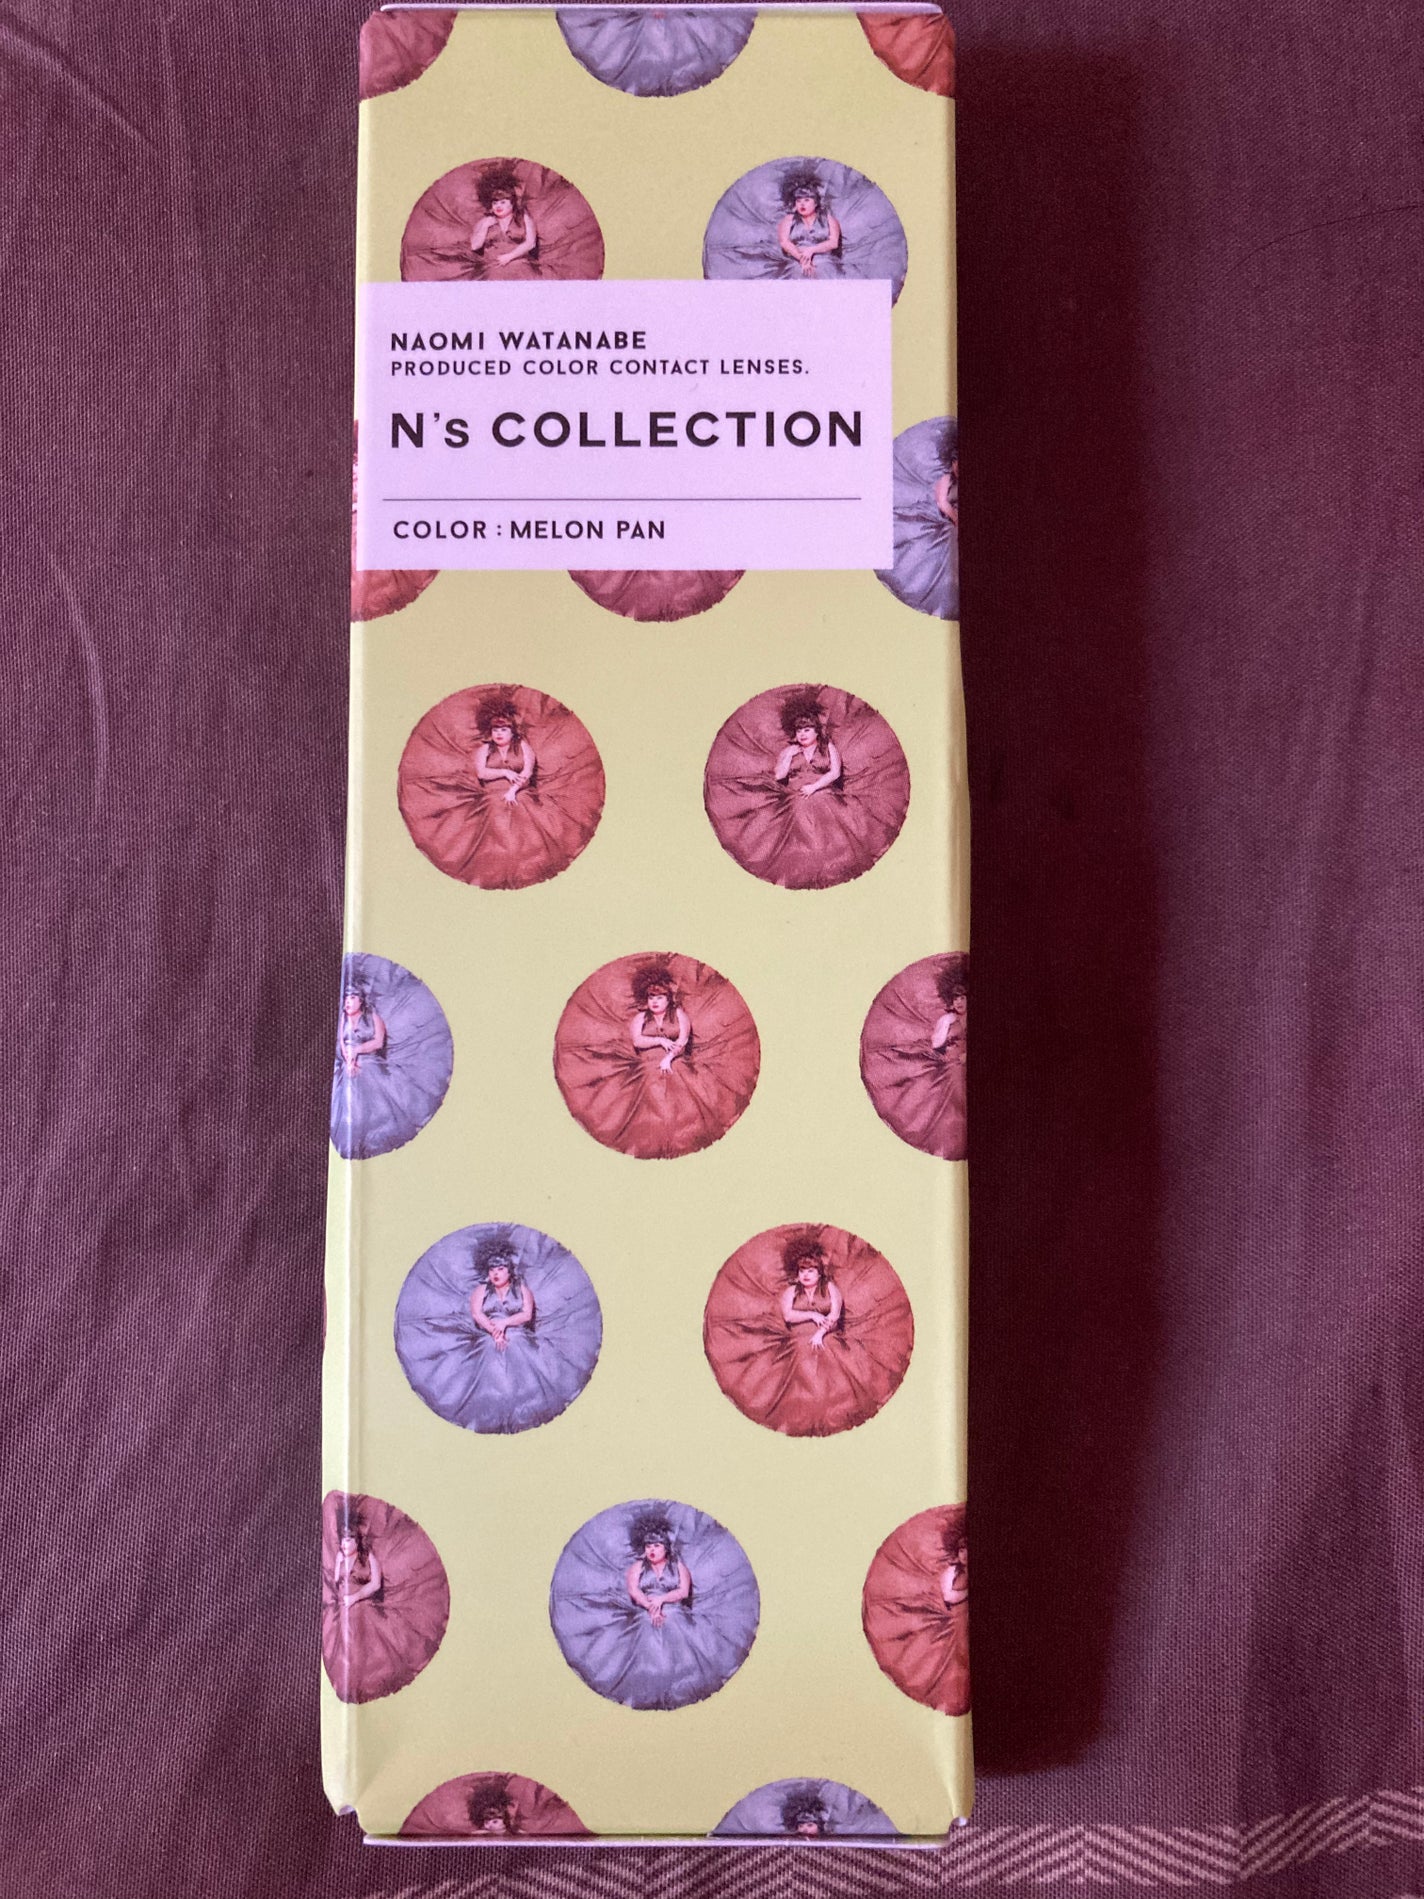 NAOMI WATANABE
PRODUCED COLOR CONTACT LENSES.
N's COLLECTION
COLOR : MELON PAN